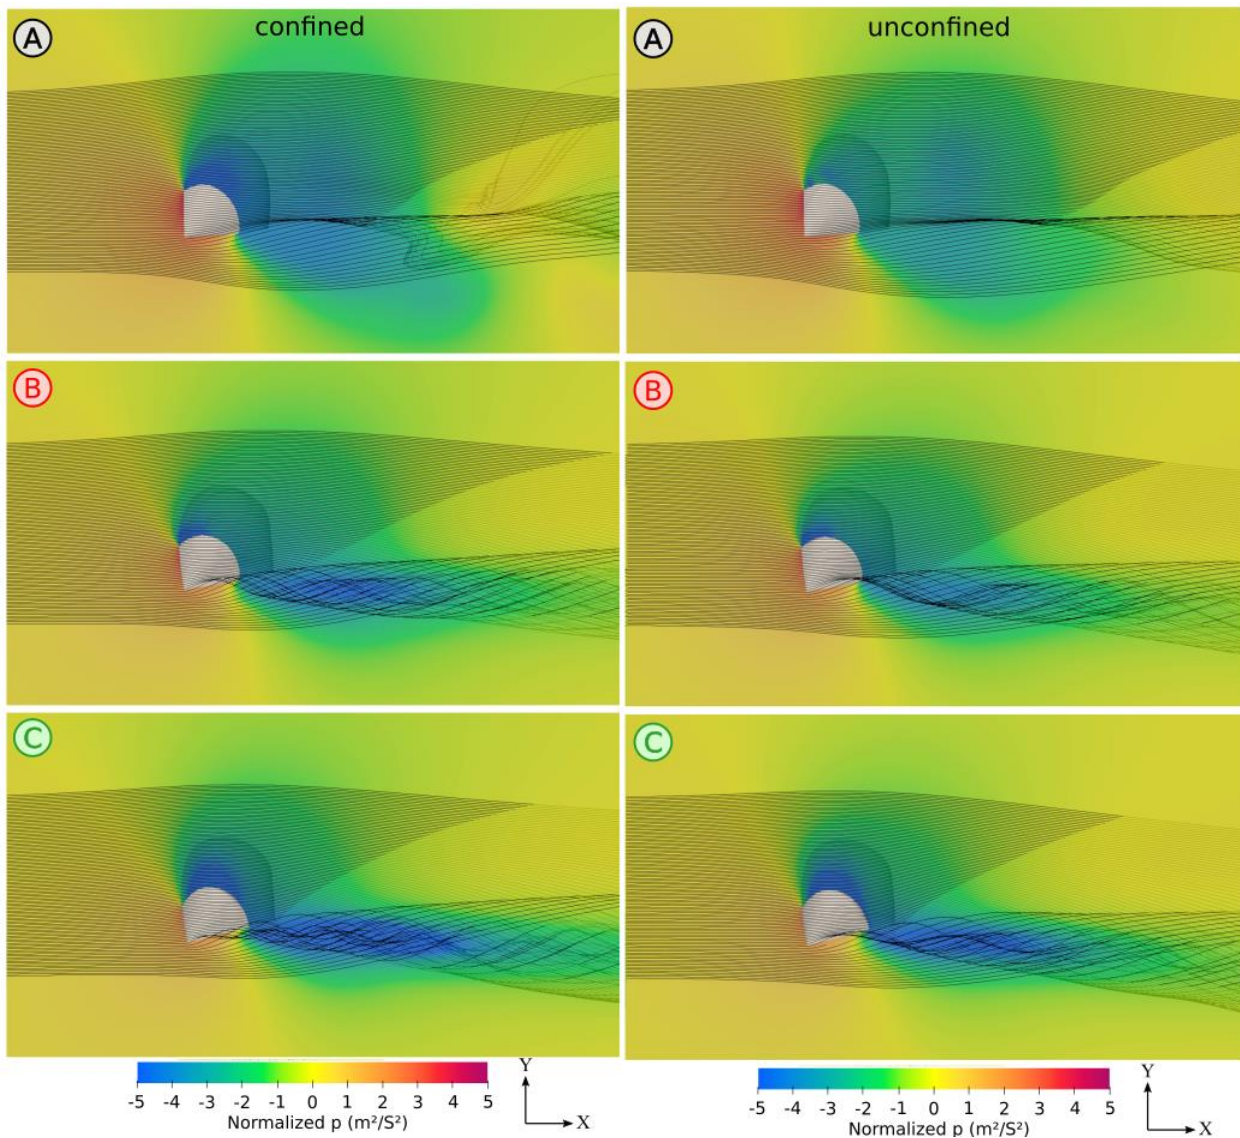 A confined
A unconfined
B
B
C
C
-5 -4 -3 -2 -1 0 1 2 3 4 5
Normalized p (m²/S²)
Y
X
-5 -4 -3 -2 -1 0 1 2 3 4 5
Normalized p (m²/S²)
Y
X